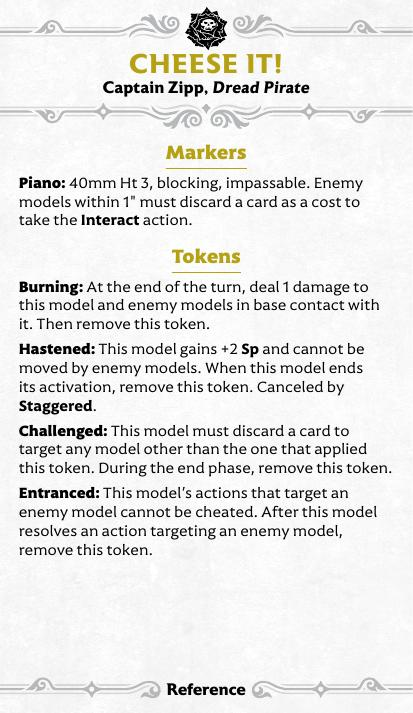 CHEESE IT!
Captain Zipp, Dread Pirate
Markers
Piano: 40mm Ht 3, blocking, impassable. Enemy
models within 1" must discard a card as a cost to
take the Interact action.
Tokens
Burning: At the end of the turn, deal 1 damage to
this model and enemy models in base contact with
it. Then remove this token.
Hastened: This model gains +2 Sp and cannot be
moved by enemy models. When this model ends
its activation, remove this token. Canceled by
Staggered.
Challenged: This model must discard a card to
target any model other than the one that applied
this token. During the end phase, remove this token.
Entranced: This model's actions that target an
enemy model cannot be cheated. After this model
resolves an action targeting an enemy model,
remove this token.
Reference